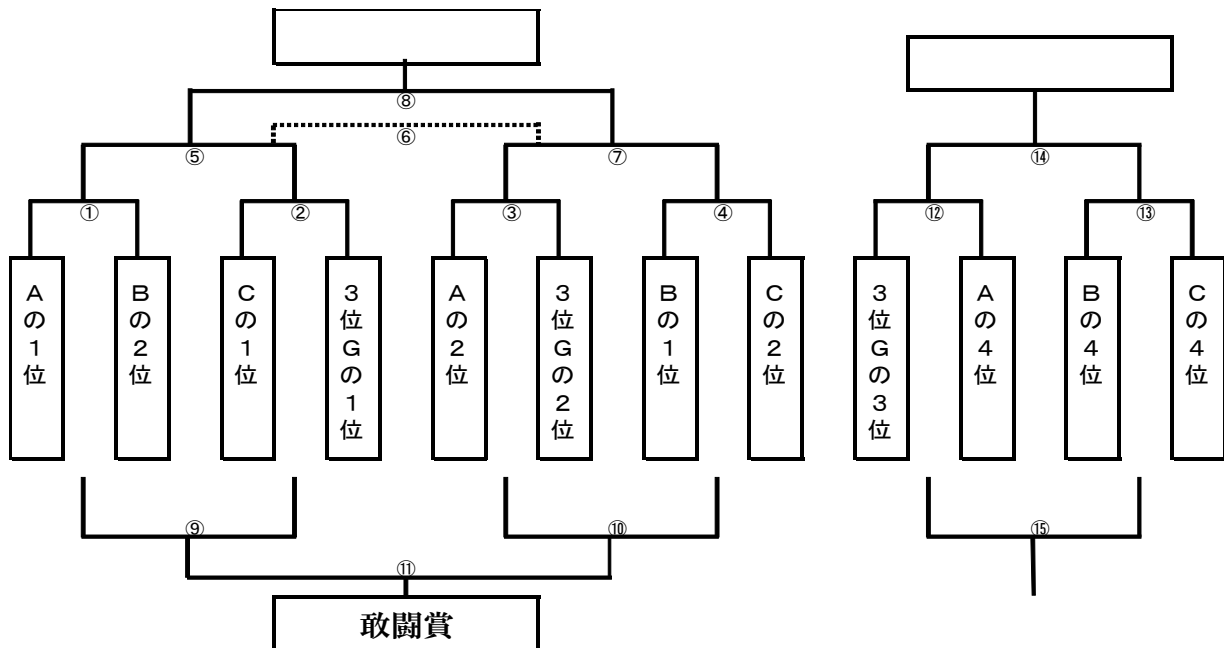 ⑧
⑥
⑤
⑦
⑭
①
②
③
④
⑫
⑬
Aの1位
Bの2位
Cの1位
3位Gの1位
Aの2位
3位Gの2位
Bの1位
Cの2位
3位Gの3位
Aの4位
Bの4位
Cの4位
⑨
⑩
⑮
⑪
敢闘賞